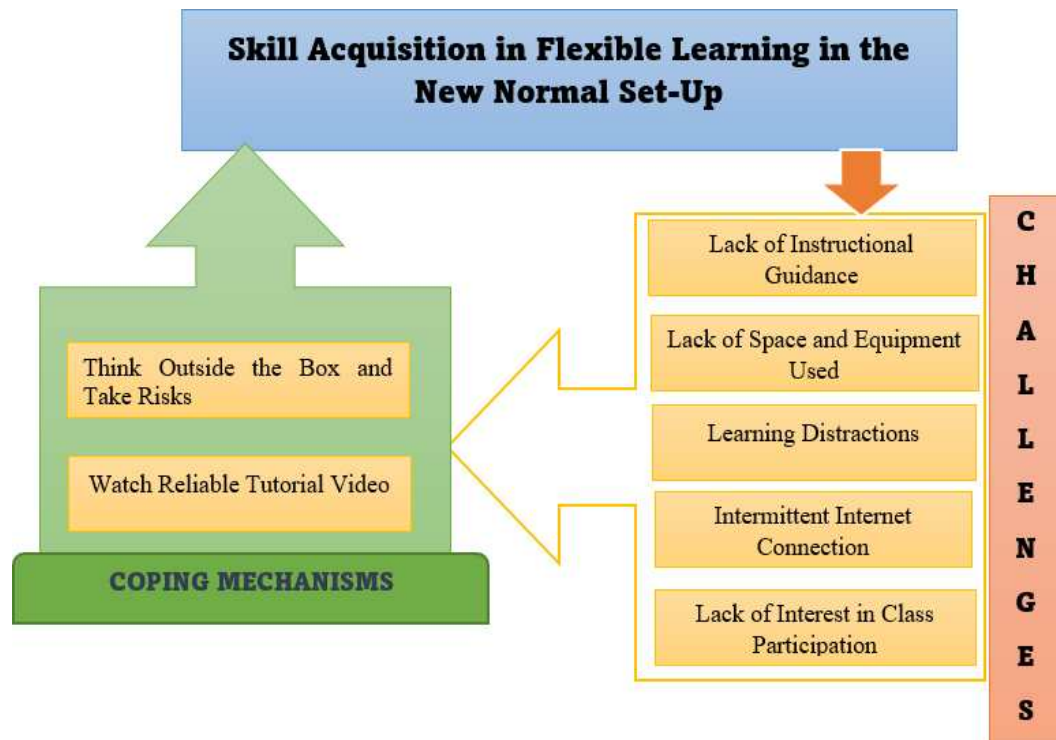 Skill Acquisition in Flexible Learning in the
New Normal Set-Up
Lack of Instructional
Guidance
Lack of Space and Equipment
Used
Learning Distractions
Intermittent Internet
Connection
Lack of Interest in Class
Participation
C
H
A
L
L
E
N
G
E
S
Think Outside the Box and
Take Risks
Watch Reliable Tutorial Video
COPING MECHANISMS